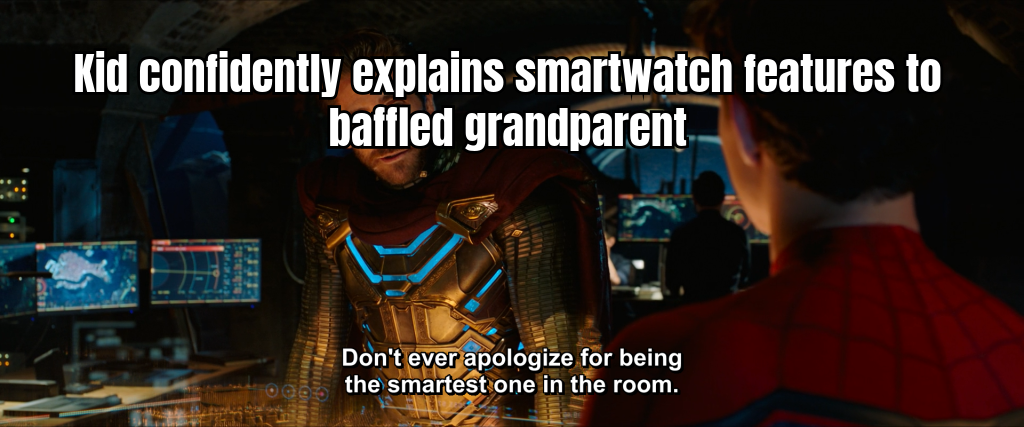 Kid confidently explains smartwatch features to
baffled grandparent
Don't ever apologize for being
the smartest one in the room.